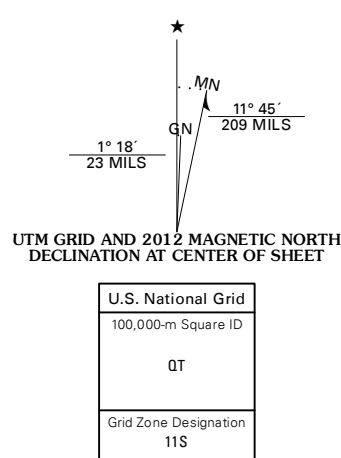 ★
MN
11° 45´
209 MILS
GN
1° 18´
23 MILS
UTM GRID AND 2012 MAGNETIC NORTH
DECLINATION AT CENTER OF SHEET
U.S. National Grid
100,000-m Square ID
QT
Grid Zone Designation
11S